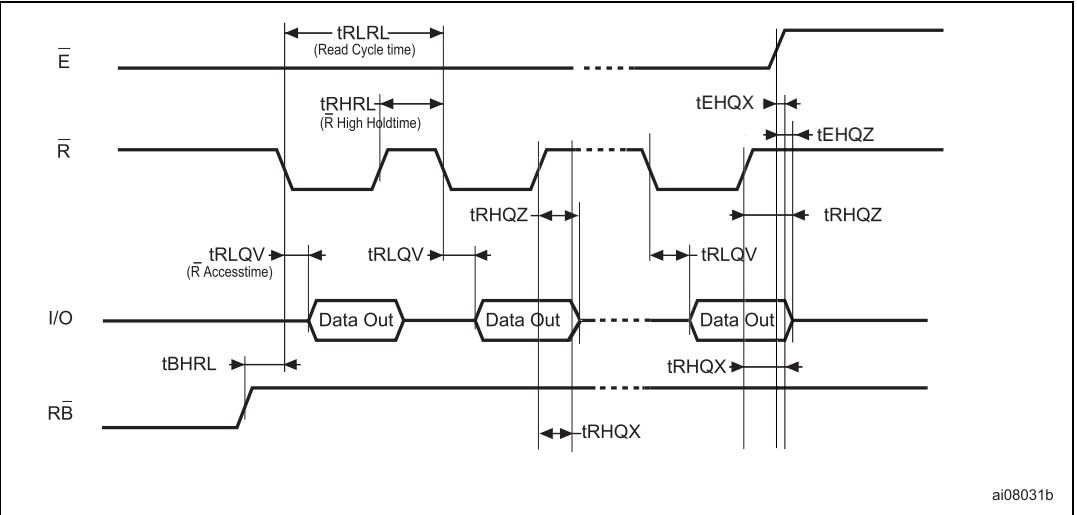 tRLRL
(Read Cycle time)
E̅
tRHRL
(R̅ High Holdtime)
tEHQX
tEHQZ
R̅
tRHQZ
tRHQZ
tRLQV
(R̅ Accesstime)
tRLQV
tRLQV
I/O
Data Out
Data Out
Data Out
tBHRL
tRHQX
RB̅
tRHQX
ai08031b